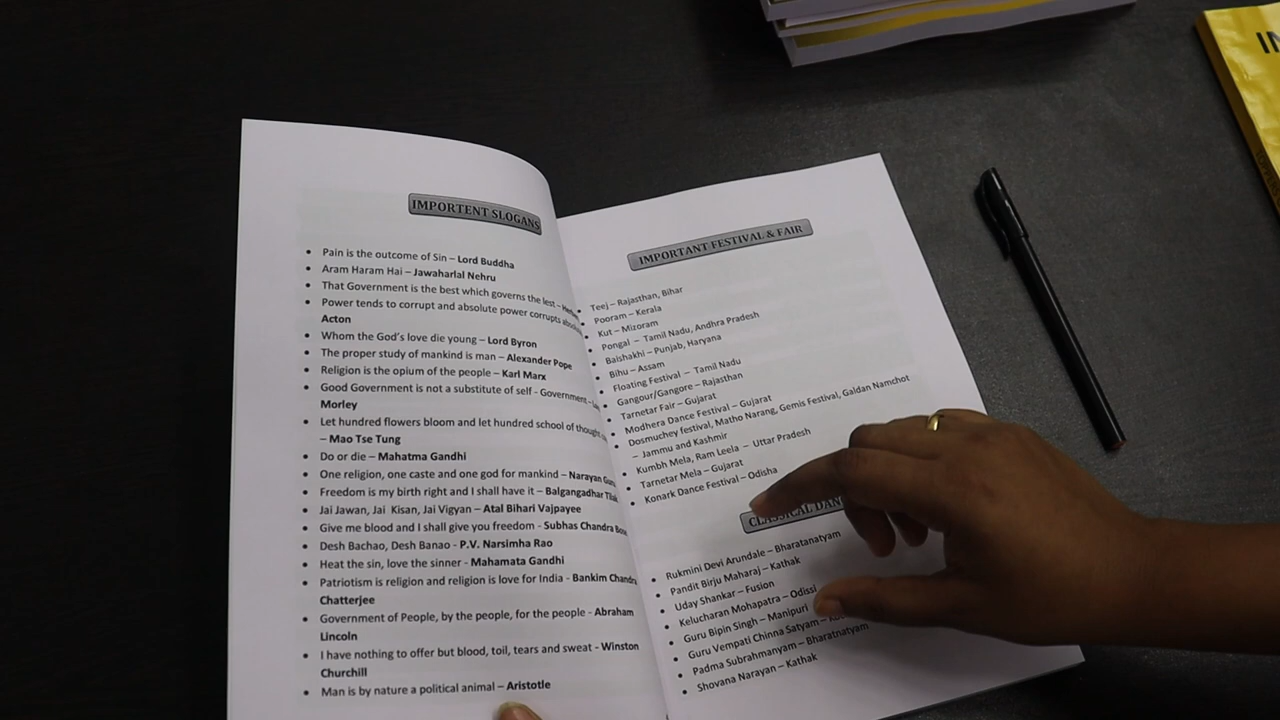 IMPORTENT SLOGANS
• Pain is the outcome of Sin – Lord Buddha
• Aram Haram Hai – Jawaharlal Nehru
• That Government is the best which governs the lest –
• Power tends to corrupt and absolute power corrupts
Acton
• Whom the God's love die young – Lord Byron
• The proper study of mankind is man – Alexander Pope
• Religion is the opium of the people – Karl Marx
• Good Government is not a substitute of self - Government –
Morley
• Let hundred flowers bloom and let hundred school of thought
– Mao Tse Tung
• Do or die – Mahatma Gandhi
• One religion, one caste and one god for mankind – Narayan
• Freedom is my birth right and I shall have it – Balgangadhar Tilak
• Jai Jawan, Jai Kisan, Jai Vigyan – Atal Bihari Vajpayee
• Give me blood and I shall give you freedom - Subhas Chandra Bose
• Desh Bachao, Desh Banao - P.V. Narsimha Rao
• Heat the sin, love the sinner - Mahamata Gandhi
• Patriotism is religion and religion is love for India - Bankim Chandra
Chatterjee
• Government of People, by the people, for the people - Abraham
Lincoln
• I have nothing to offer but blood, toil, tears and sweat - Winston
Churchill
• Man is by nature a political animal – Aristotle
IMPORTANT FESTIVAL & FAIR
• Teej – Rajasthan, Bihar
• Pooram – Kerala
• Kut – Mizoram
• Pongal – Tamil Nadu, Andhra Pradesh
• Baishakhi – Punjab, Haryana
• Bihu – Assam
• Floating Festival – Tamil Nadu
• Gangour/Gangore – Rajasthan
• Tarnetar Fair – Gujarat
• Modhera Dance Festival – Gujarat
• Dosmuchey festival, Matho Narang, Gemis Festival, Galdan Namchot
– Jammu and Kashmir
• Kumbh Mela, Ram Leela – Uttar Pradesh
• Tarnetar Mela – Gujarat
• Konark Dance Festival – Odisha
CLASSICAL
• Rukmini Devi Arundale – Bharatanatyam
• Pandit Birju Maharaj – Kathak
• Uday Shankar – Fusion
• Kelucharan Mohapatra – Odissi
• Guru Bipin Singh – Manipuri
• Guru Vempati Chinna Satyam –
• Padma Subrahmanyam – Bharatnatyam
• Shovana Narayan – Kathak